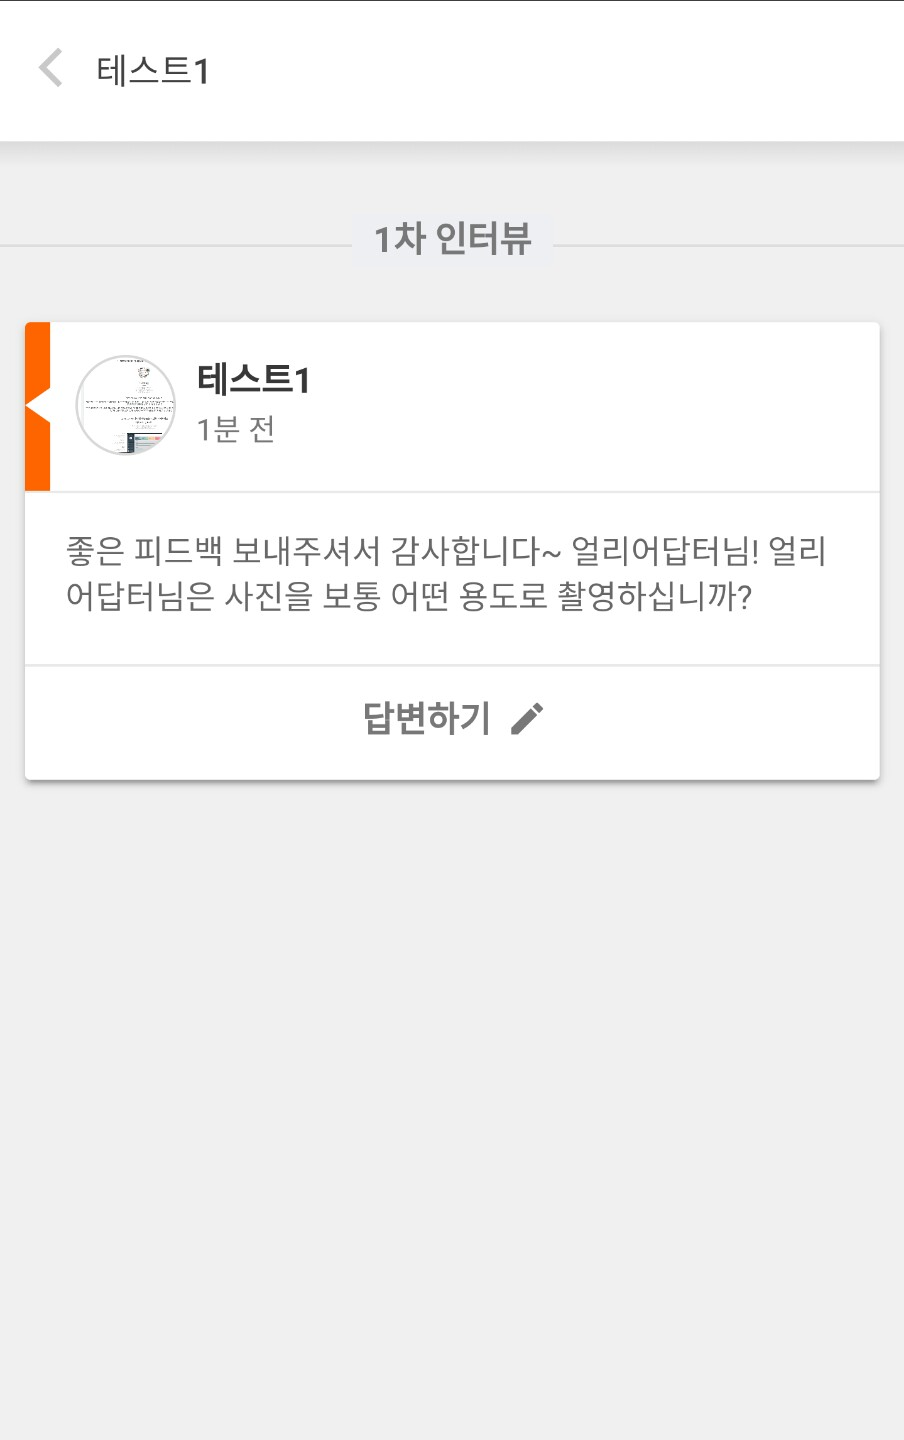 테스트1
1차 인터뷰
테스트1
1분 전
좋은 피드백 보내주셔서 감사합니다~ 얼리어답터님! 얼리
어답터님은 사진을 보통 어떤 용도로 촬영하십니까?
답변하기